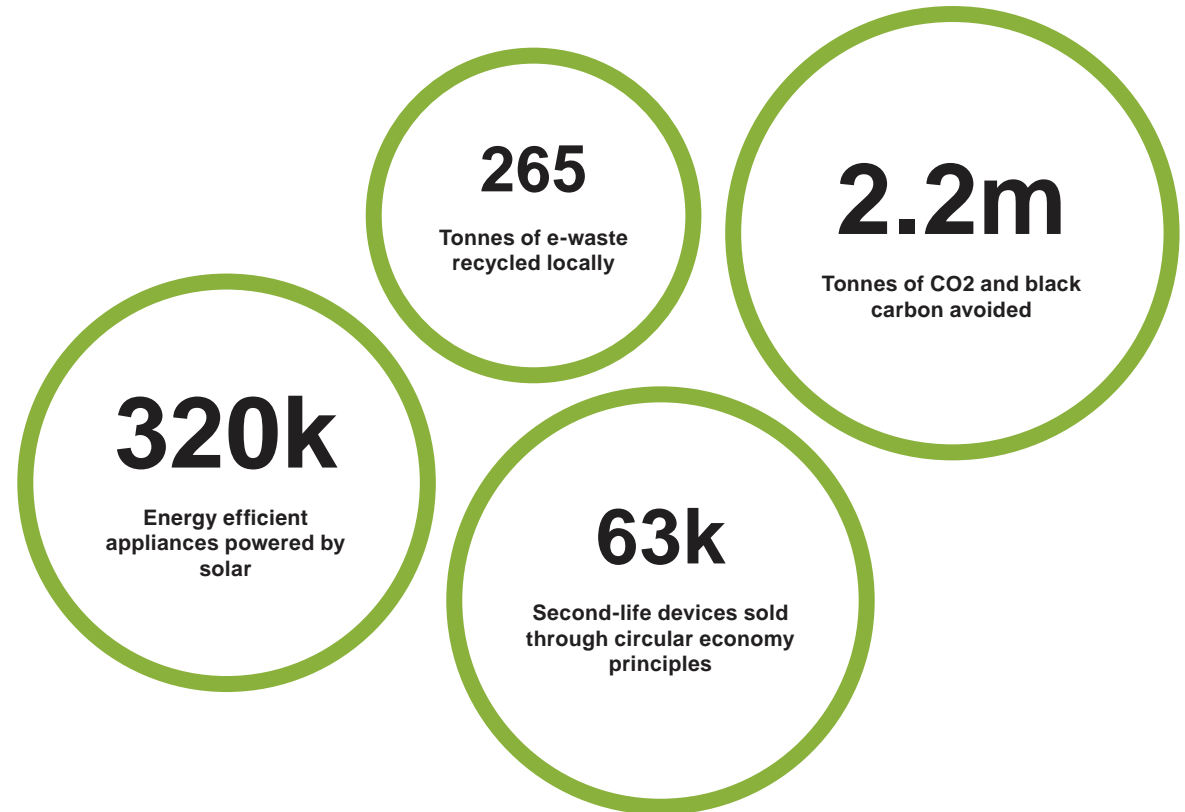 265
Tonnes of e-waste
recycled locally
2.2m
Tonnes of CO2 and black
carbon avoided
320k
Energy efficient
appliances powered by
solar
63k
Second-life devices sold
through circular economy
principles